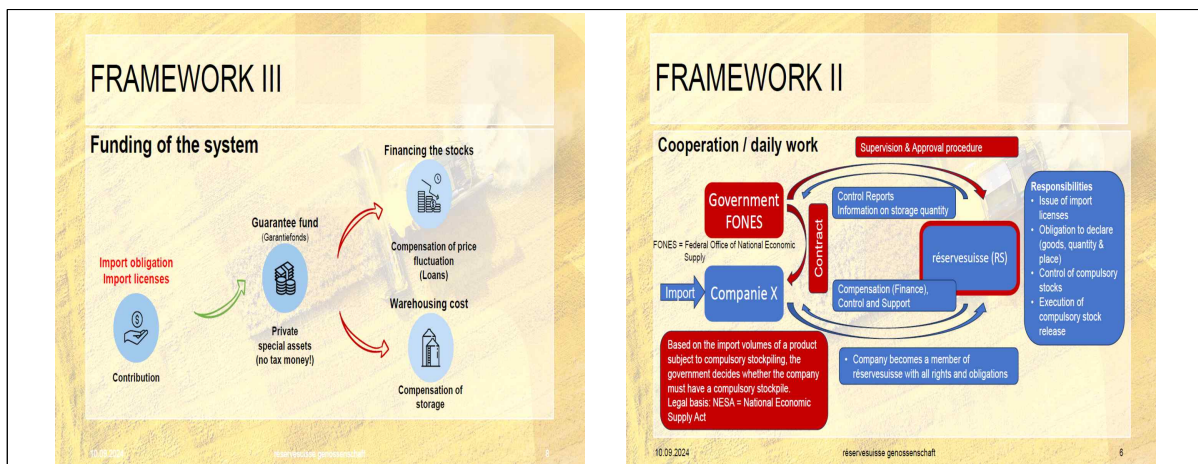 FRAMEWORK III
Funding of the system
Financing the stocks
Guarantee fund
(Garantiefonds)
Import obligation
Import licenses
Compensation of price
fluctuation
(Loans)
Warehousing cost
Private
special assets
(no tax money!)
Contribution
Compensation of
storage
10.09.2024
réservesuisse genossenschaft
FRAMEWORK II
Cooperation / daily work
Supervision & Approval procedure
Government
FONES
Control Reports
Information on storage quantity
FONES = Federal Office of National Economic
Supply
Contract
réservesuisse (RS)
Import
Companie X
Compensation (Finance),
Control and Support
Responsibilities
• Issue of import
licenses
• Obligation to declare
(goods, quantity &
place)
• Control of compulsory
stocks
• Execution of
compulsory stock
release
Based on the import volumes of a product
subject to compulsory stockpiling, the
government decides whether the company
must have a compulsory stockpile.
Legal basis: NESA = National Economic
Supply Act
• Company becomes a member of
réservesuisse with all rights and obligations
10.09.2024
réservesuisse genossenschaft
6